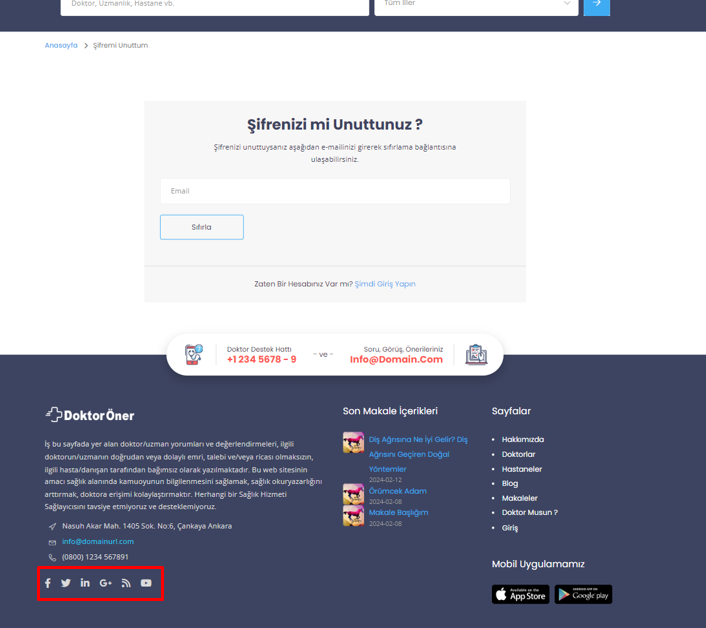 Doktor, Uzmanlık, Hastane vb.
Tüm İller
Anasayfa > Şifremi Unuttum
Şifrenizi mi Unuttunuz ?
Şifrenizi unuttuysanız aşağıdan e-mailinizi girerek sıfırlama bağlantısına
ulaşabilirsiniz.
Email
Sıfırla
Zaten Bir Hesabınız Var mı? Şimdi Giriş Yapın
Doktor Destek Hattı
+1 234 5678 - 9
- ve -
Soru, Görüş, Önerileriniz
Info@Domain.Com
DoktorÖner
İş bu sayfada yer alan doktor/uzman yorumları ve değerlendirmeleri, ilgili
doktorun/uzmanın doğrudan veya dolaylı emri, talebi ve/veya ricası olmaksızın,
ilgili hasta/danışan tarafından bağımsız olarak yazılmaktadır. Bu web sitesinin
amacı sağlık alanında kamuoyunun bilgilenmesini sağlamak, sağlık okuryazarlığını
arttırmak, doktora erişimi kolaylaştırmaktır. Herhangi bir Sağlık Hizmeti
Sağlayıcısını tavsiye etmiyoruz ve desteklemiyoruz.
Nasuh Akar Mah. 1405 Sok. No:6, Çankaya Ankara
info@domainurl.com
(0800) 1234 567891
Son Makale İçerikleri
Diş Ağrısına Ne İyi Gelir? Diş
Ağrısını Geçiren Doğal
Yöntemler
2024-02-12
Örümcek Adam
2024-02-08
Makale Başlığım
2024-02-08
Sayfalar
• Hakkımızda
• Doktorlar
• Hastaneler
• Blog
• Makaleler
• Doktor Musun ?
• Giriş
Mobil Uygulamamız
Available on the
App Store
ANDROID APP ON
Google play